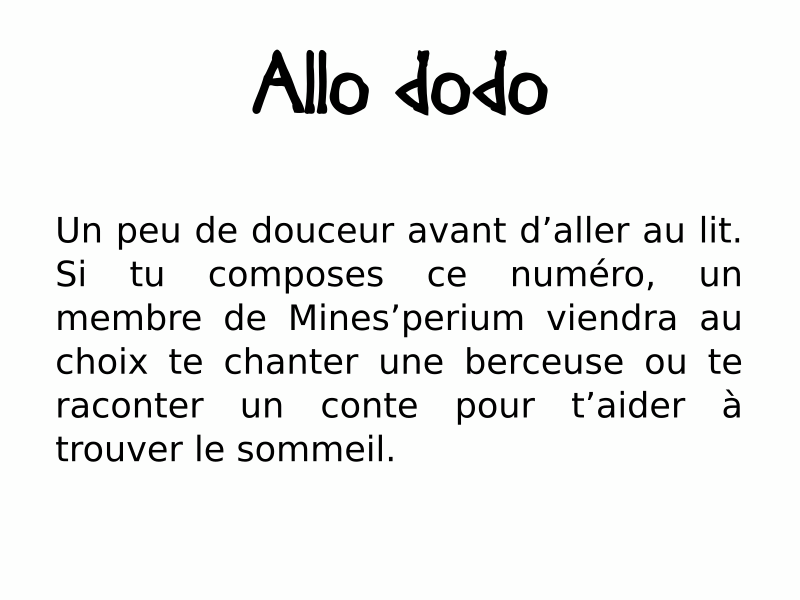 Allo dodo
Un peu de douceur avant d’aller au lit.
Si tu composes ce numéro, un
membre de Mines’perium viendra au
choix te chanter une berceuse ou te
raconter un conte pour t’aider à
trouver le sommeil.